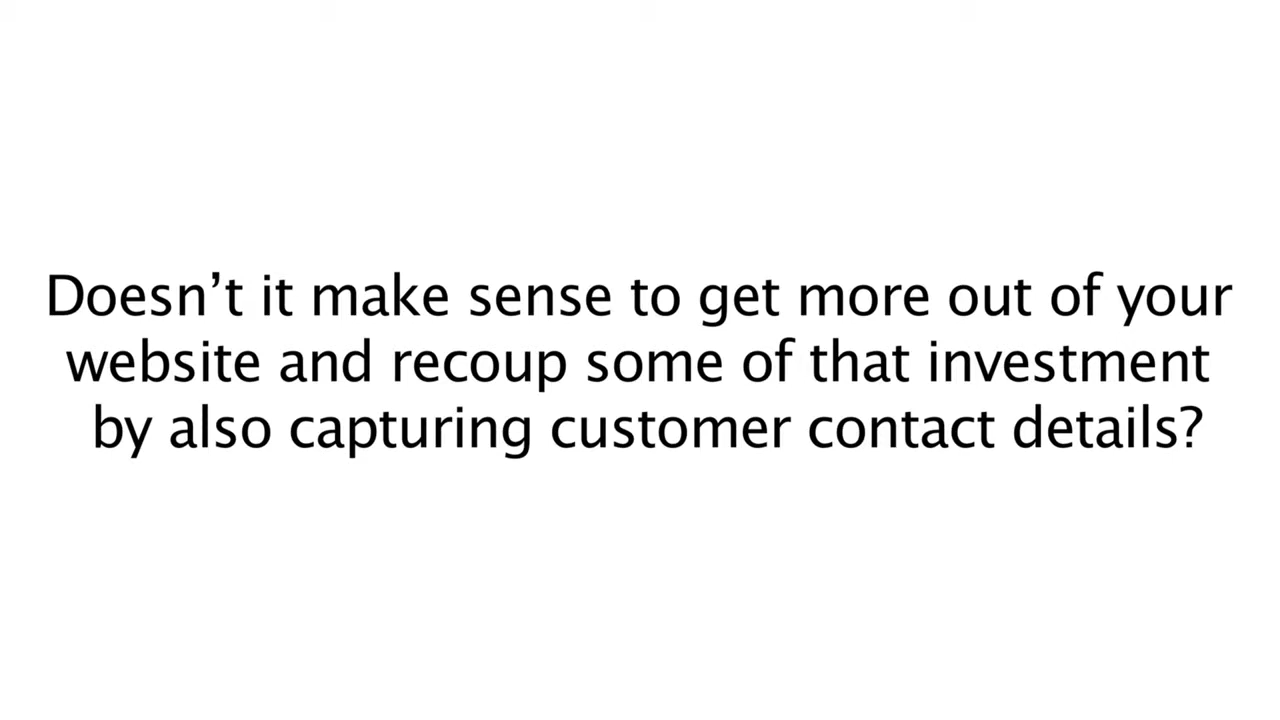 Doesn’t it make sense to get more out of your
website and recoup some of that investment
by also capturing customer contact details?